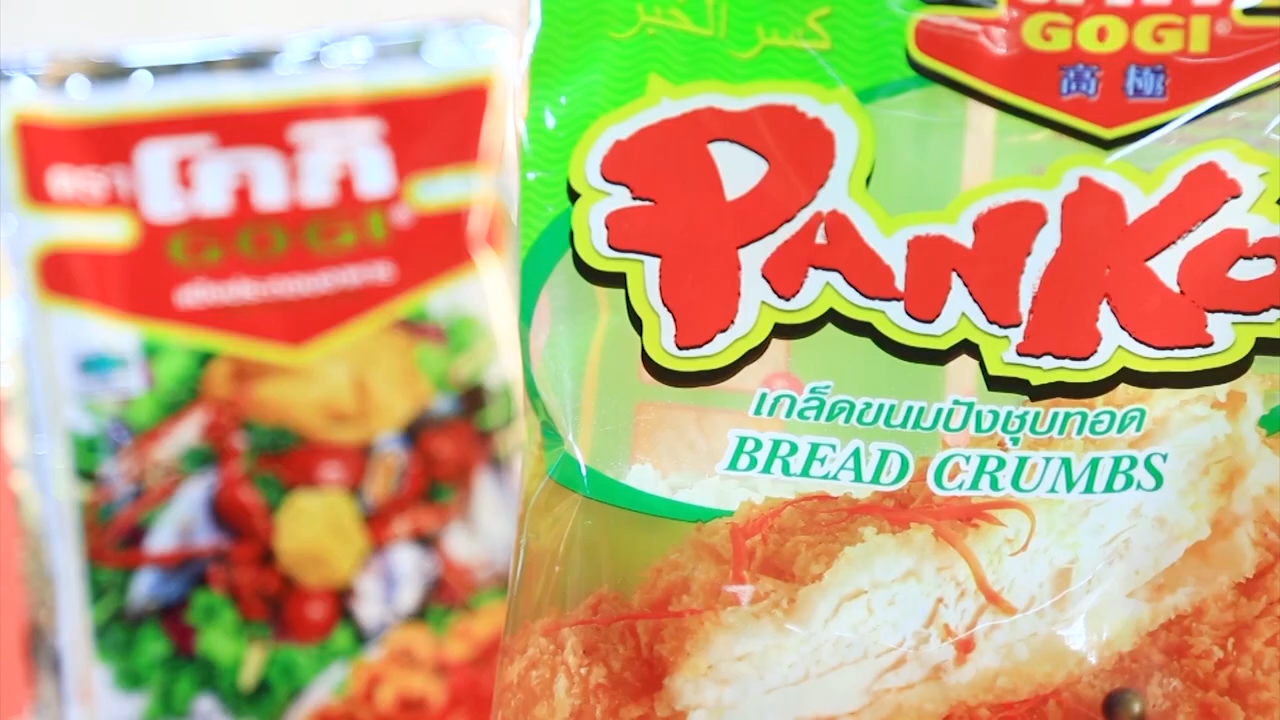 ตรา โกกิ
GOGI
كسر الخبز
GOGI®
高極
PANKO
เกล็ดขนมปังชุบทอด
BREAD CRUMBS